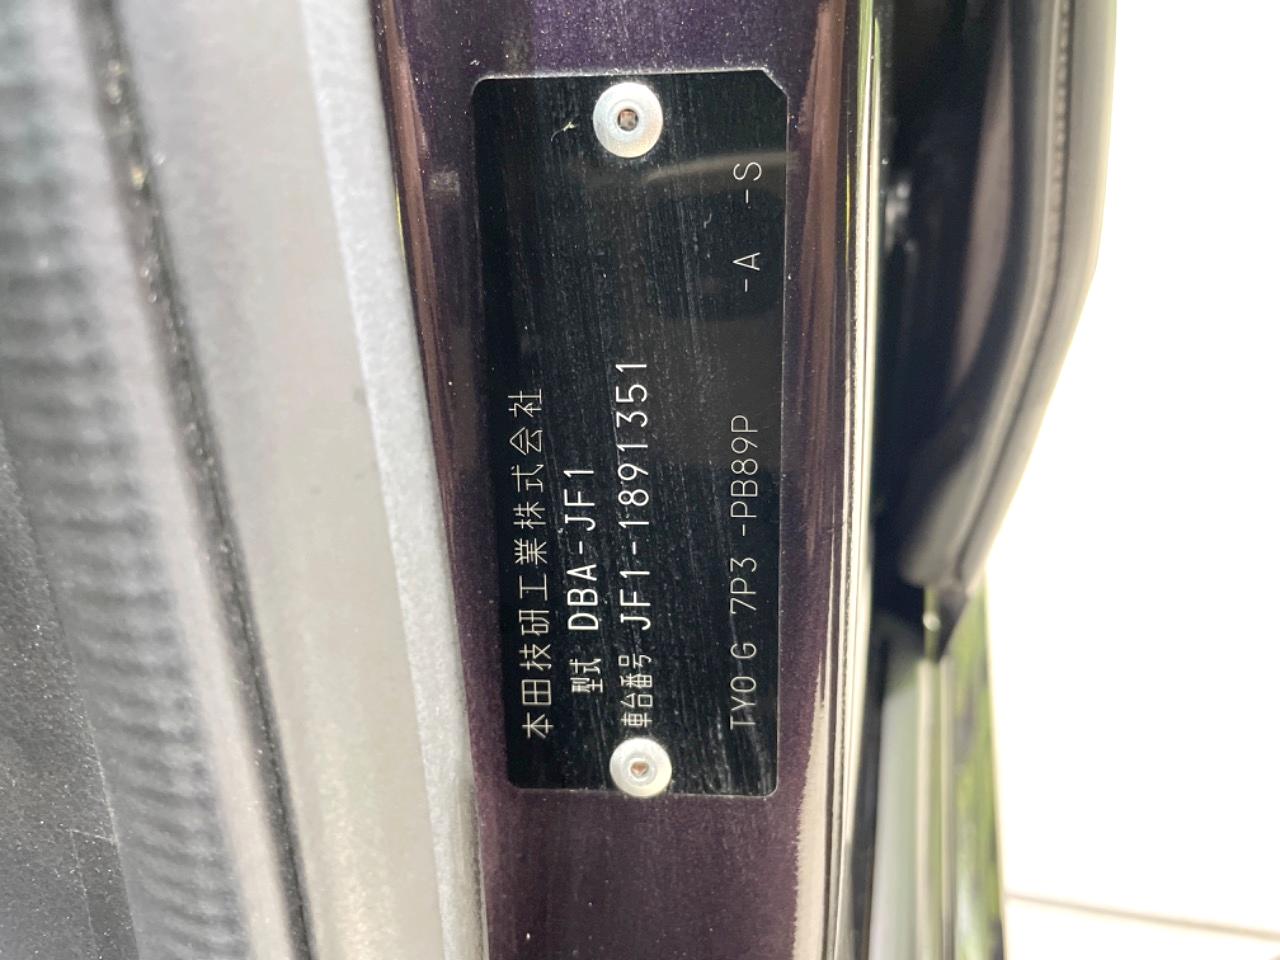 本田技研工業株式会社
型式 DBA-JF1
車台番号 JF1-1891351
TY0 G 7P3 -PB89P -A -S